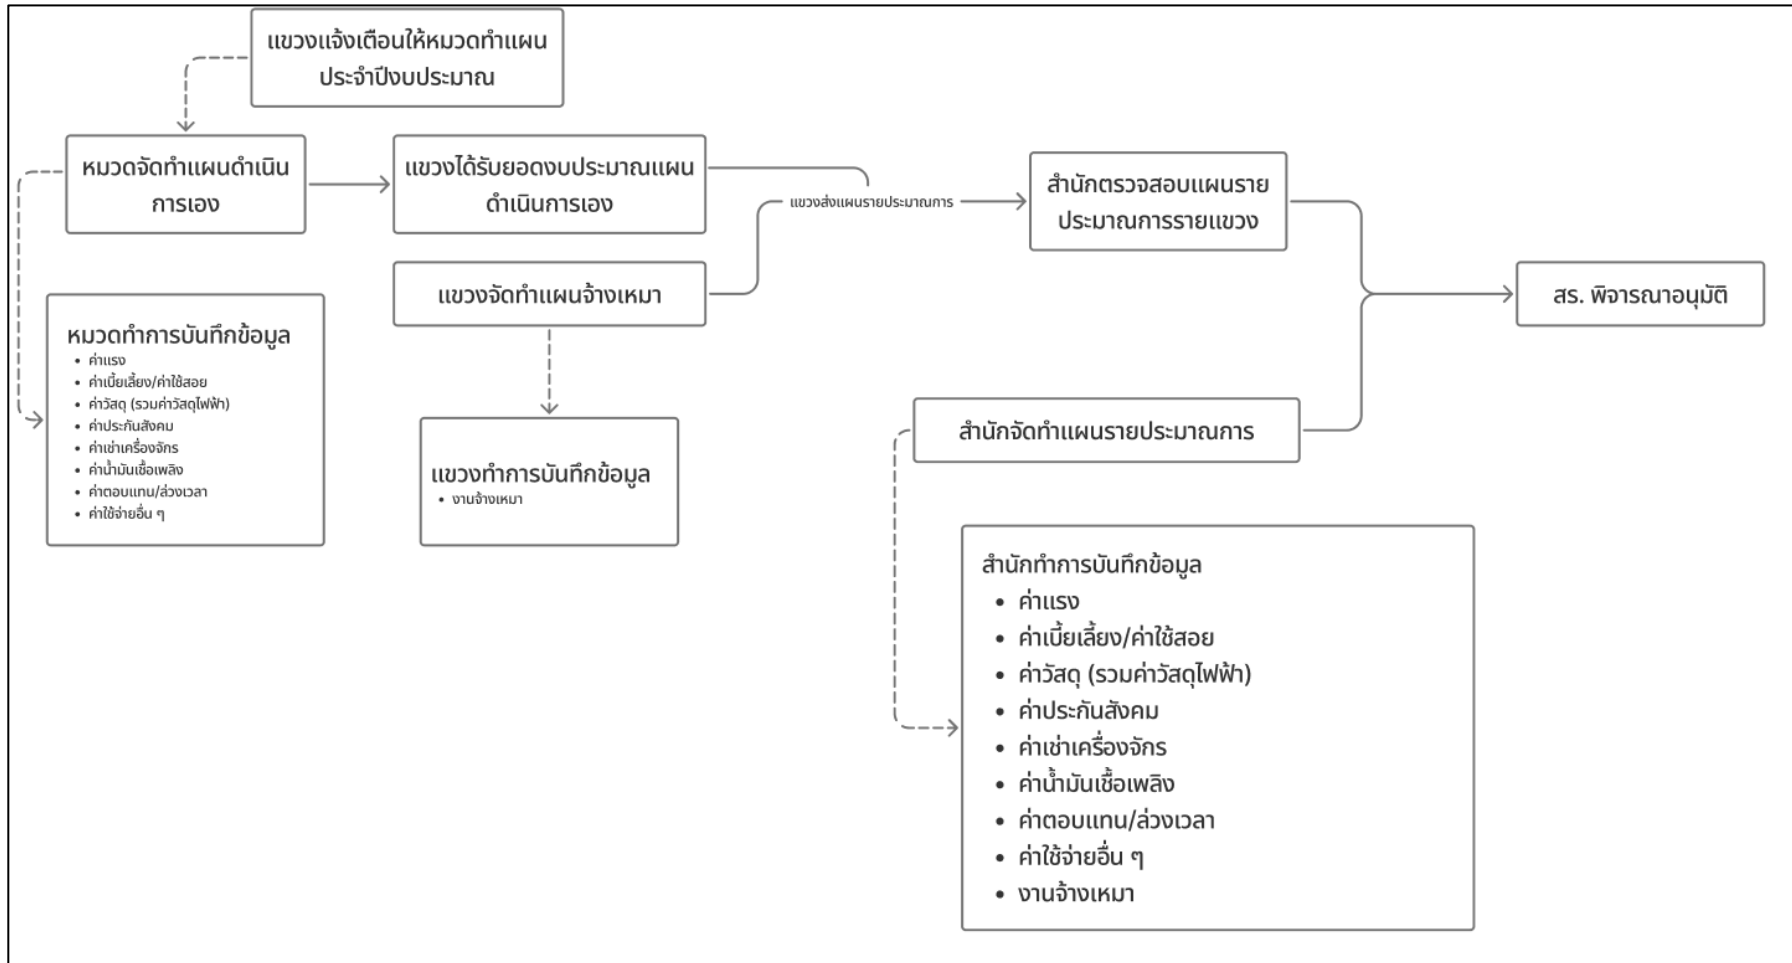 แขวงแจ้งเตือนให้หมวดทำแผน
ประจำปีงบประมาณ
หมวดจัดทำแผนดำเนิน
การเอง
แขวงได้รับยอดงบประมาณแผน
ดำเนินการเอง
แขวงส่งแผนรายประมาณการ
สำนักตรวจสอบแผนราย
ประมาณการรายแขวง
แขวงจัดทำแผนจ้างเหมา
สร. พิจารณาอนุมัติ
หมวดทำการบันทึกข้อมูล
• ค่าแรง
• ค่าเบี้ยเลี้ยง/ค่าใช้สอย
• ค่าวัสดุ (รวมค่าวัสดุไฟฟ้า)
• ค่าประกันสังคม
• ค่าเช่าเครื่องจักร
• ค่าน้ำมันเชื้อเพลิง
• ค่าตอบแทน/ล่วงเวลา
• ค่าใช้จ่ายอื่น ๆ
แขวงทำการบันทึกข้อมูล
• งานจ้างเหมา
สำนักจัดทำแผนรายประมาณการ
สำนักทำการบันทึกข้อมูล
• ค่าแรง
• ค่าเบี้ยเลี้ยง/ค่าใช้สอย
• ค่าวัสดุ (รวมค่าวัสดุไฟฟ้า)
• ค่าประกันสังคม
• ค่าเช่าเครื่องจักร
• ค่าน้ำมันเชื้อเพลิง
• ค่าตอบแทน/ล่วงเวลา
• ค่าใช้จ่ายอื่น ๆ
• งานจ้างเหมา